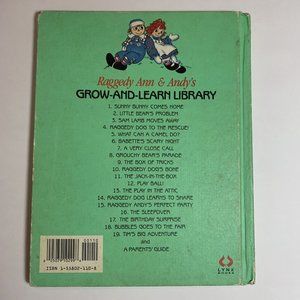 Raggedy Ann & Andy's
GROW-AND-LEARN LIBRARY
1. SUNNY BUNNY COMES HOME
2. LITTLE BEAR'S PROBLEM
3. SAM LAMB MOVES AWAY
4. RAGGEDY DOG TO THE RESCUE!
5. WHAT CAN A CAMEL DO?
6. BABETTE'S SCARY NIGHT
7. A VERY CLOSE CALL
8. GROUCHY BEAR'S PARADE
9. THE BOX OF TRICKS
10. RAGGEDY DOG'S BONE
11. THE JACK-IN-THE-BOX
12. PLAY BALL!
13. THE PLAY IN THE ATTIC
14. RAGGEDY DOG LEARNS TO SHARE
15. RAGGEDY ANDY'S PERFECT PARTY
16. THE SLEEPOVER
17. THE BIRTHDAY SURPRISE
18. BUBBLES GOES TO THE FAIR
19. TIM'S BIG ADVENTURE
and
A PARENTS' GUIDE
ISBN 1-55802-110-8
LYNX